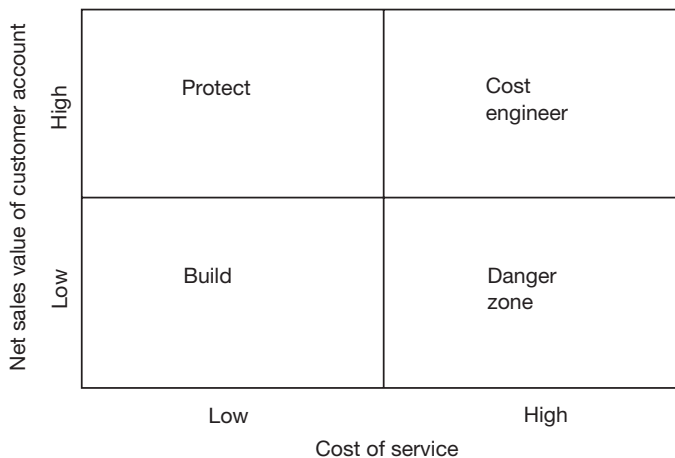 Net sales value of customer account
High
Low
Protect
Cost
engineer
Build
Danger
zone
Low
High
Cost of service